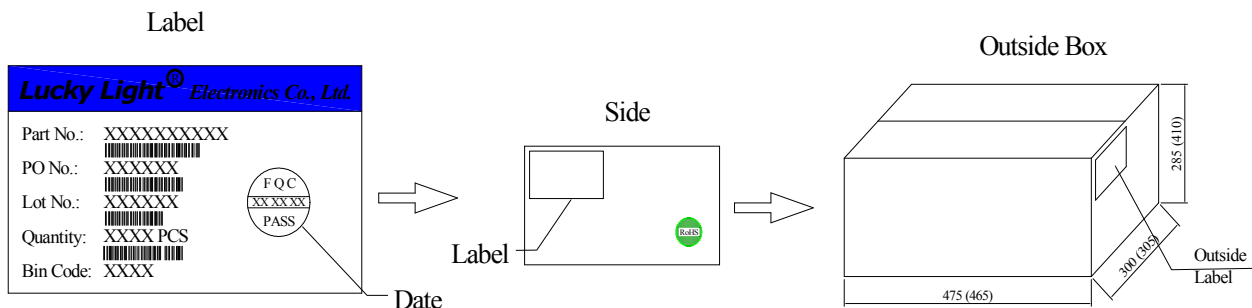 Label
Lucky Light® Electronics Co., Ltd.
Part No.: XXXXXXXXXX
PO No.: XXXXXX
Lot No.: XXXXXX
Quantity: XXXX PCS
Bin Code: XXXX
F Q C
XX XX XX
PASS
Date
Side
RoHS
Label
Outside Box
285 (410)
300 (305)
475 (465)
Outside
Label